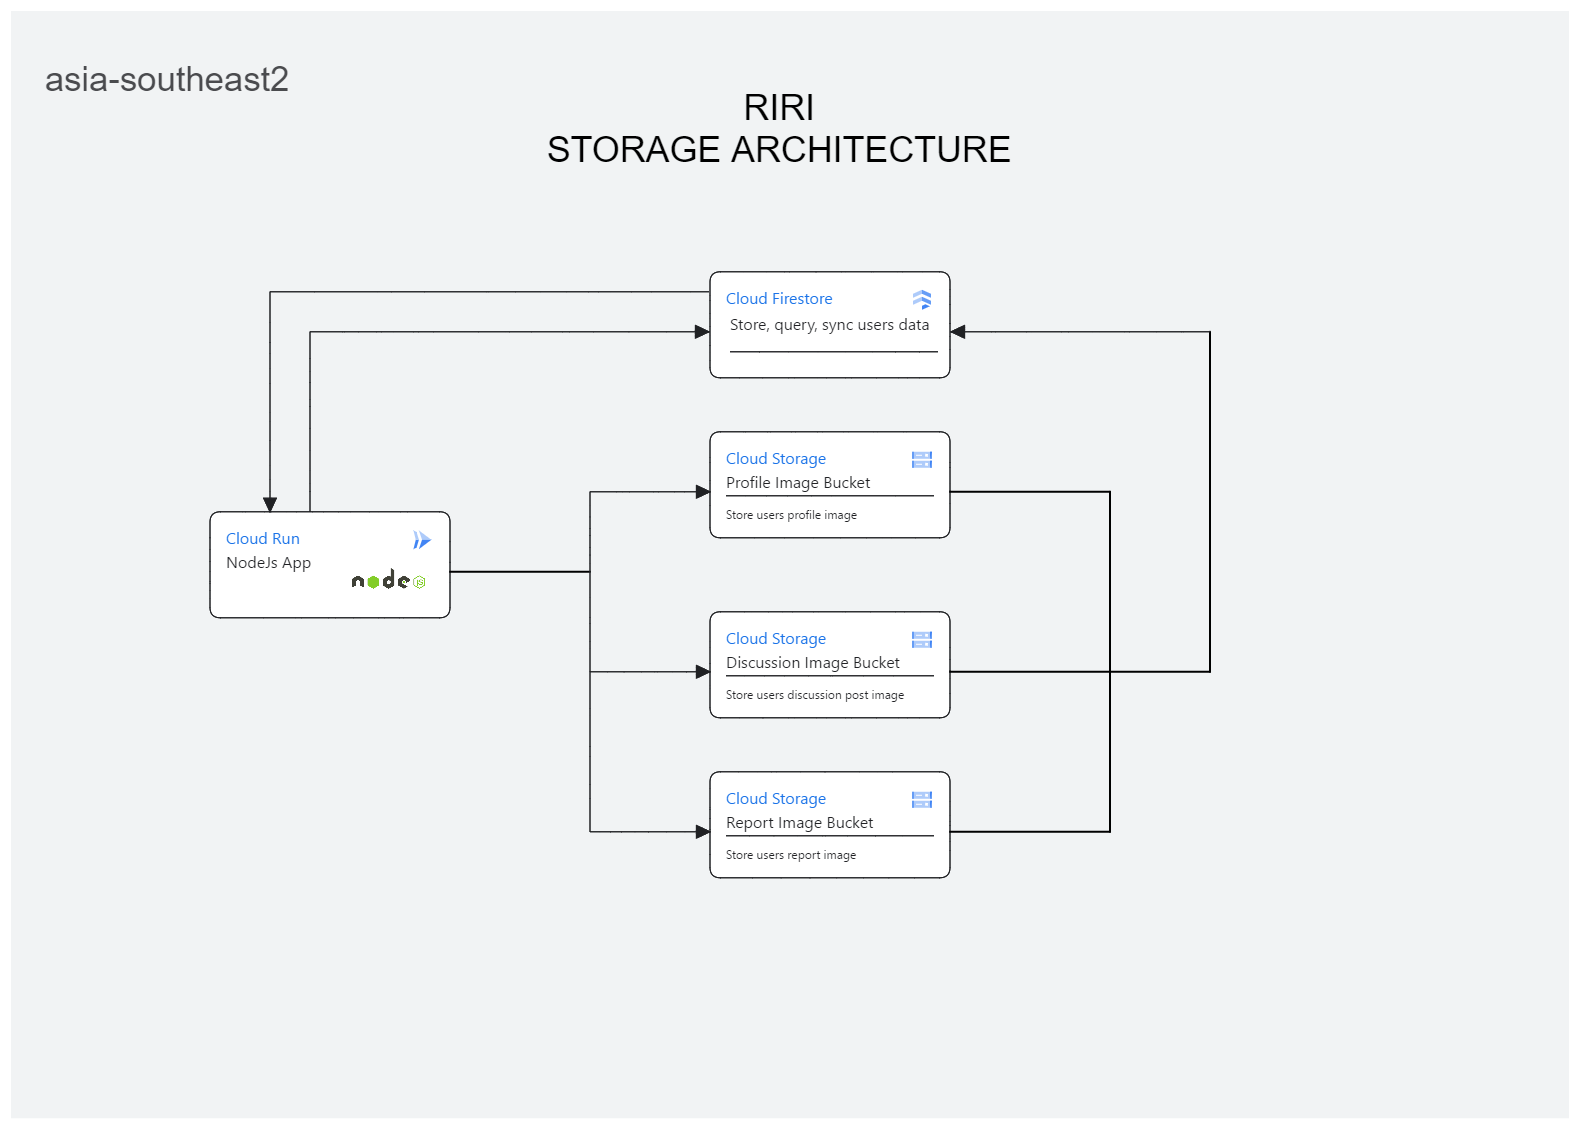 asia-southeast2
RIRI
STORAGE ARCHITECTURE
Cloud Firestore
Store, query, sync users data
Cloud Storage
Profile Image Bucket
Store users profile image
Cloud Run
NodeJs App
node
JS
Cloud Storage
Discussion Image Bucket
Store users discussion post image
Cloud Storage
Report Image Bucket
Store users report image